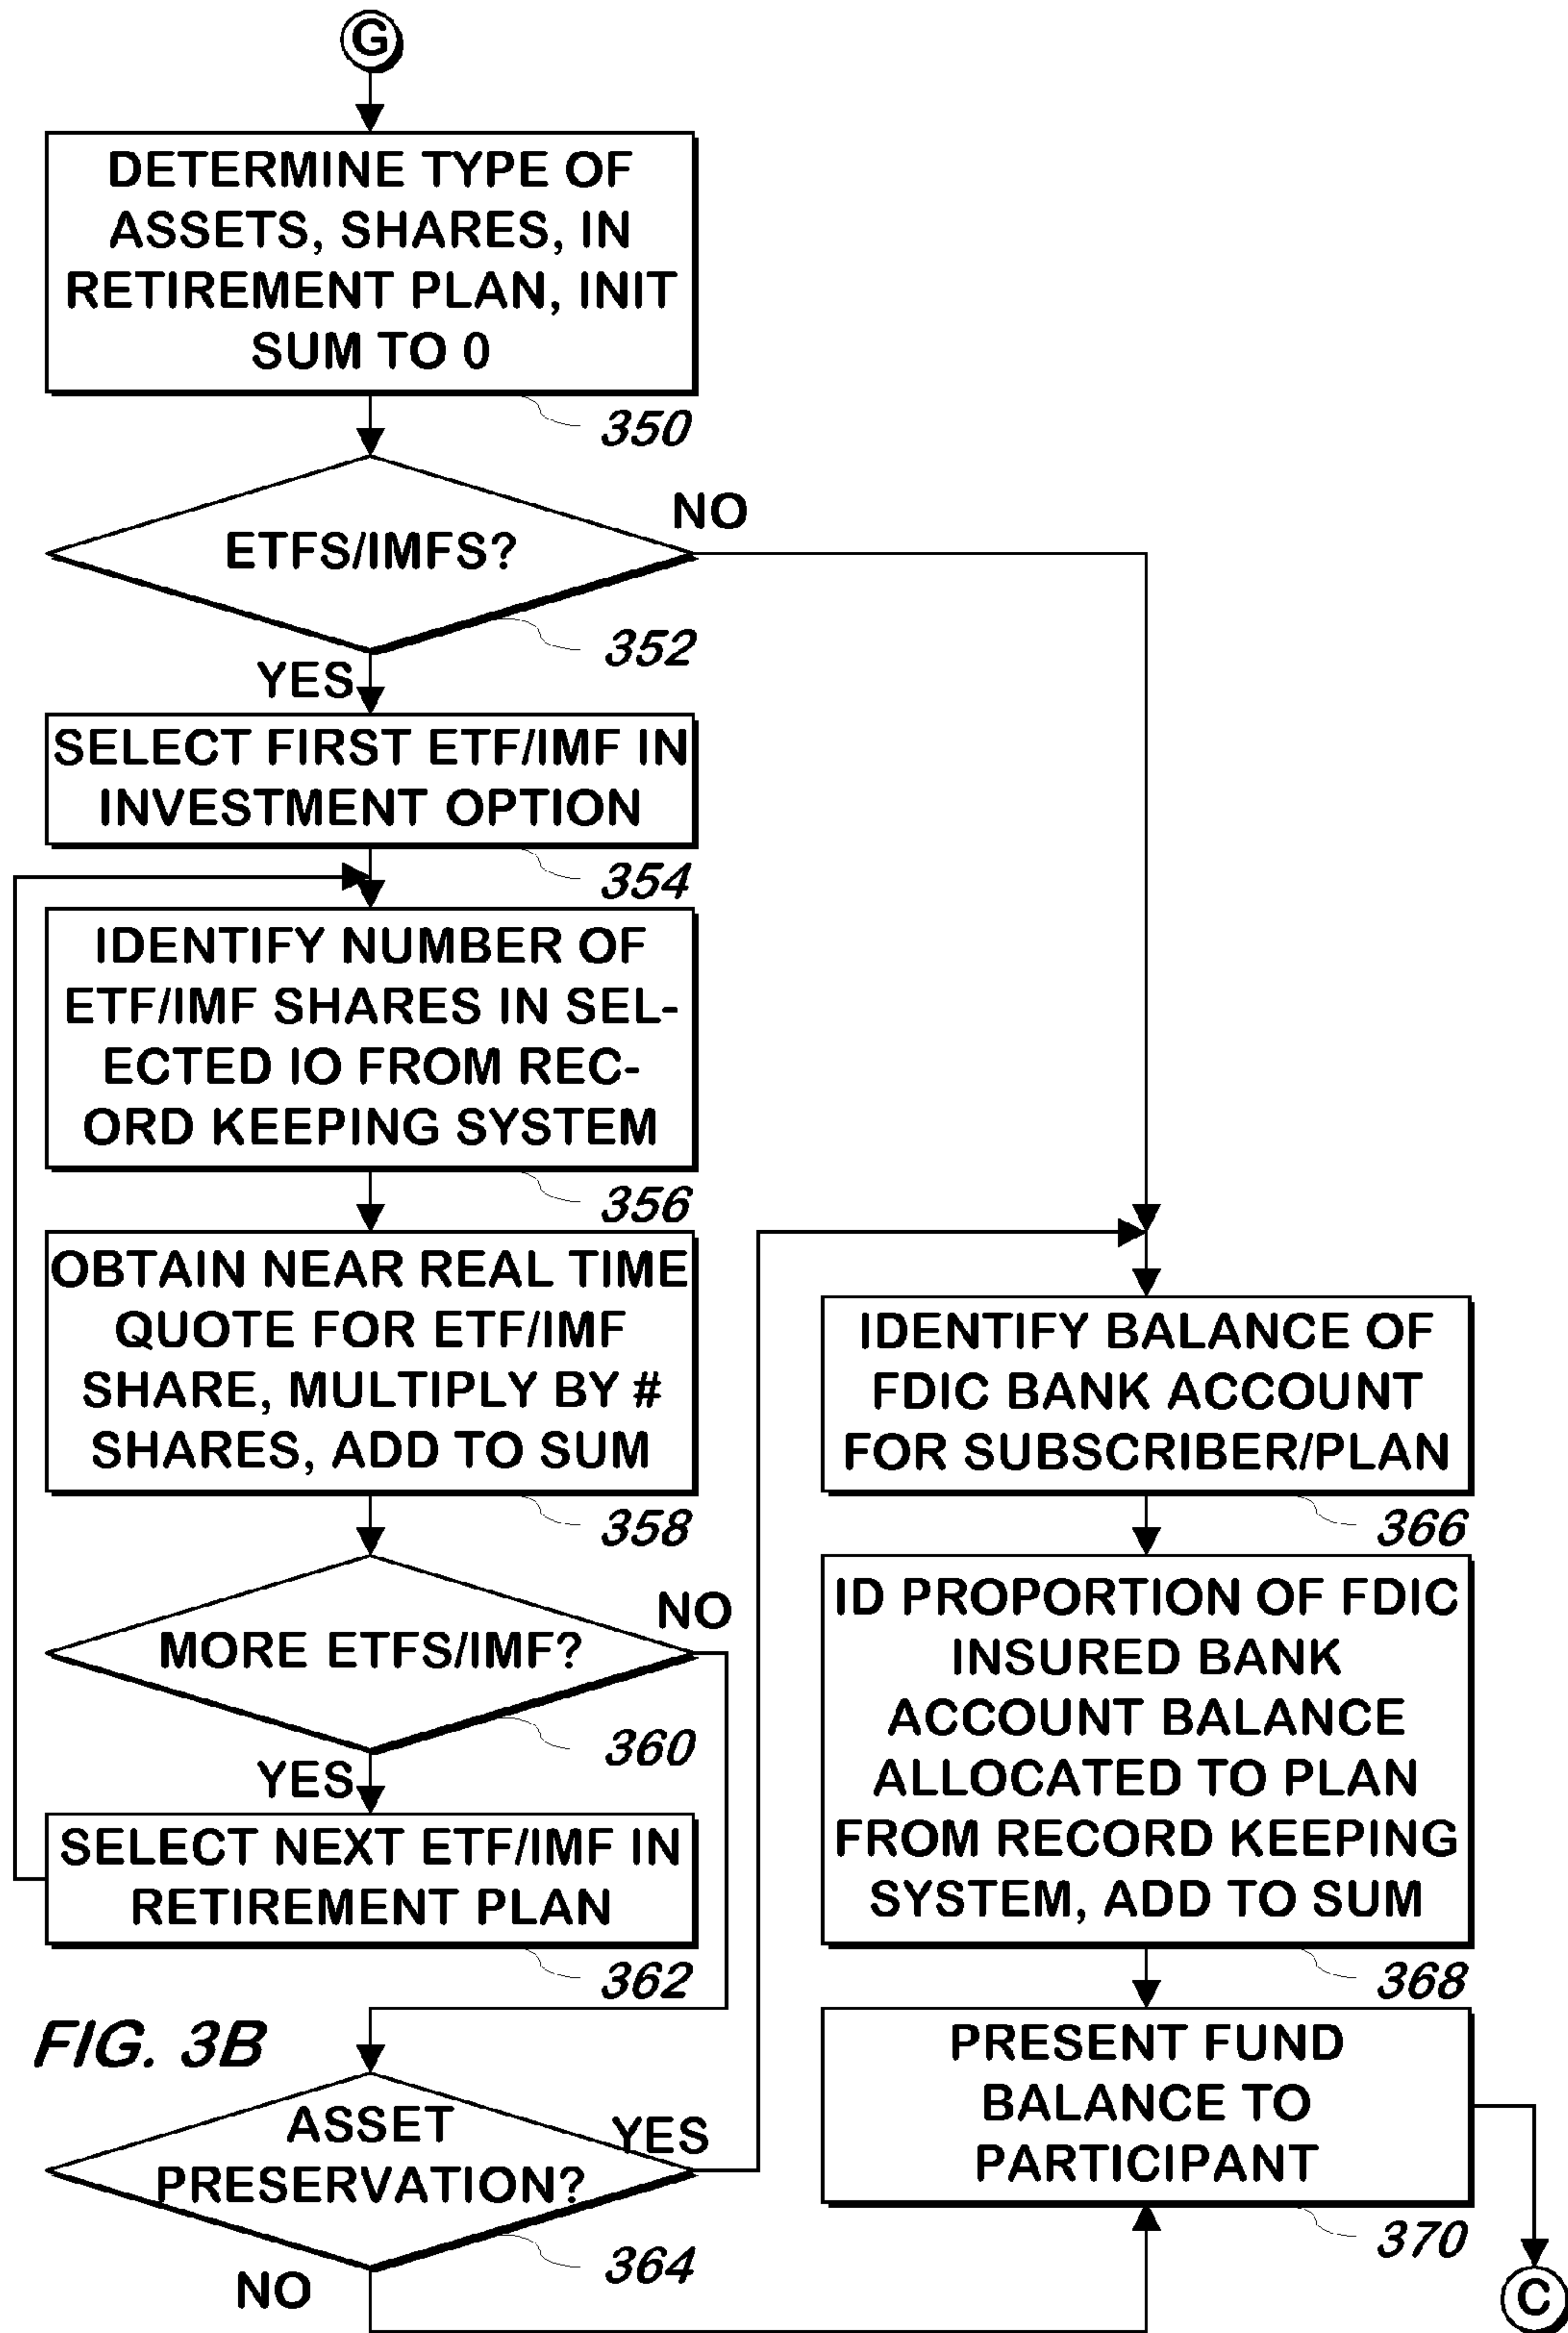 G
DETERMINE TYPE OF
ASSETS, SHARES, IN
RETIREMENT PLAN, INIT
SUM TO 0
350
ETFS/IMFS?
NO
352
YES
SELECT FIRST ETF/IMF IN
INVESTMENT OPTION
354
IDENTIFY NUMBER OF
ETF/IMF SHARES IN SEL-
ECTED IO FROM REC-
ORD KEEPING SYSTEM
356
OBTAIN NEAR REAL TIME
QUOTE FOR ETF/IMF
SHARE, MULTIPLY BY #
SHARES, ADD TO SUM
358
MORE ETFS/IMF?
NO
360
YES
SELECT NEXT ETF/IMF IN
RETIREMENT PLAN
362
FIG. 3B
ASSET
PRESERVATION?
YES
364
NO
IDENTIFY BALANCE OF
FDIC BANK ACCOUNT
FOR SUBSCRIBER/PLAN
366
ID PROPORTION OF FDIC
INSURED BANK
ACCOUNT BALANCE
ALLOCATED TO PLAN
FROM RECORD KEEPING
SYSTEM, ADD TO SUM
368
PRESENT FUND
BALANCE TO
PARTICIPANT
370
C